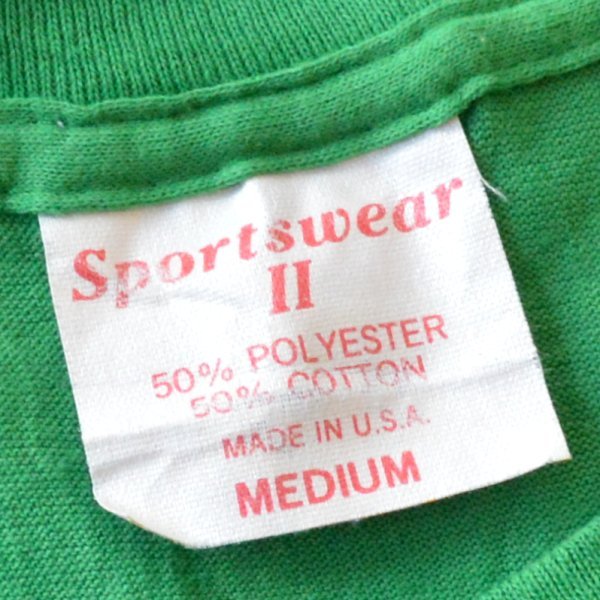 Sportswear
II
50% POLYESTER
50% COTTON
MADE IN U.S.A.
MEDIUM